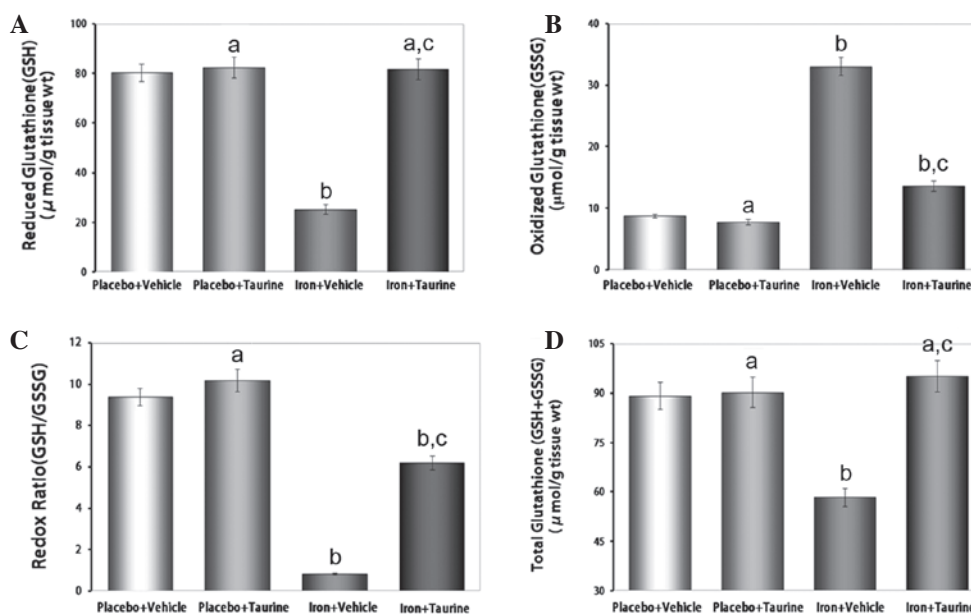 A
Reduced Glutathione(GSH)
(μ mol/g tissue wt)
100
80
60
40
20
0
a
b
a,c
Placebo+Vehicle Placebo+Taurine Iron+Vehicle Iron+Taurine
B
Oxidized Glutathione(GSSG)
(μmol/g tissue wt)
40
30
20
10
0
a
b
b,c
Placebo+Vehicle Placebo+Taurine Iron+Vehicle Iron+Taurine
C
Redox Ratio(GSH/GSSG)
12
10
8
6
4
2
0
a
b
b,c
Placebo+Vehicle Placebo+Taurine Iron+Vehicle Iron+Taurine
D
Total Glutathione (GSH+GSSG)
( μ mol/g tissue wt)
105
90
75
60
45
30
a
b
a,c
Placebo+Vehicle Placebo+Taurine Iron+Vehicle Iron+Taurine